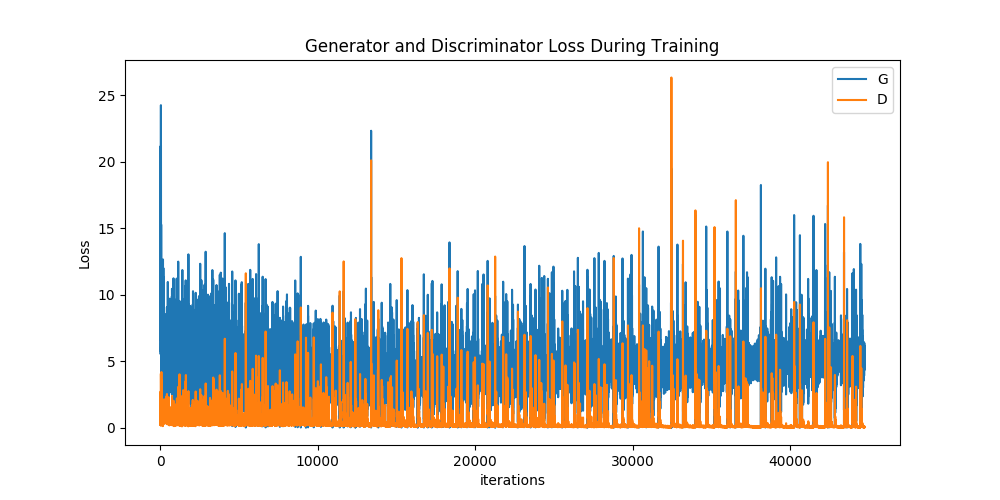 Generator and Discriminator Loss During Training
G
D
25
20
15
10
5
0
Loss
0 10000 20000 30000 40000
iterations